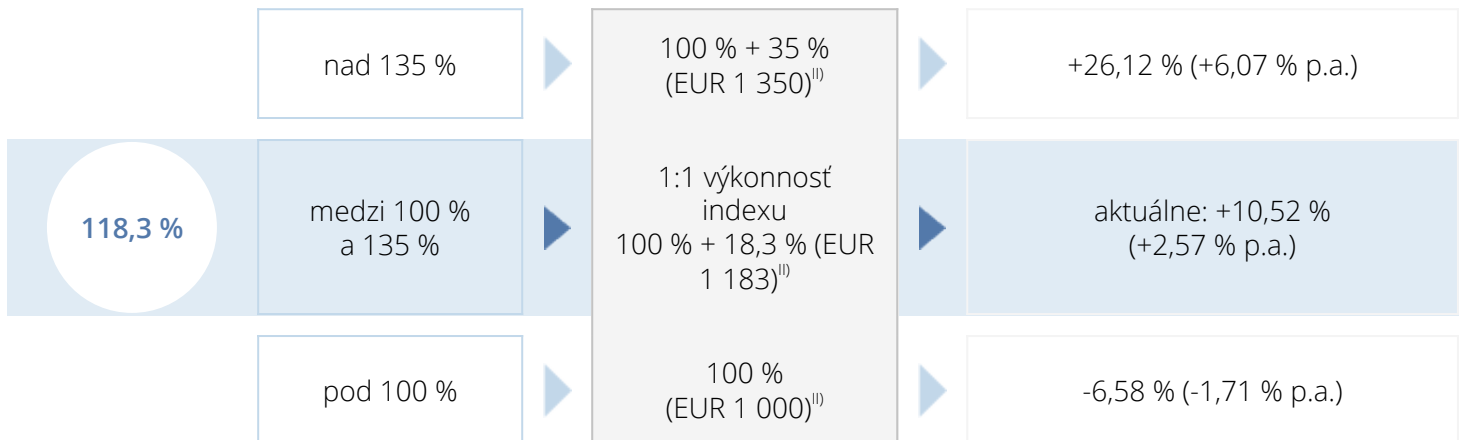 nad 135 %
100 % + 35 %
(EUR 1 350)II)
+26,12 % (+6,07 % p.a.)
118,3 %
medzi 100 %
a 135 %
1:1 výkonnosť
indexu
100 % + 18,3 % (EUR
1 183)II)
aktuálne: +10,52 %
(+2,57 % p.a.)
pod 100 %
100 %
(EUR 1 000)II)
-6,58 % (-1,71 % p.a.)